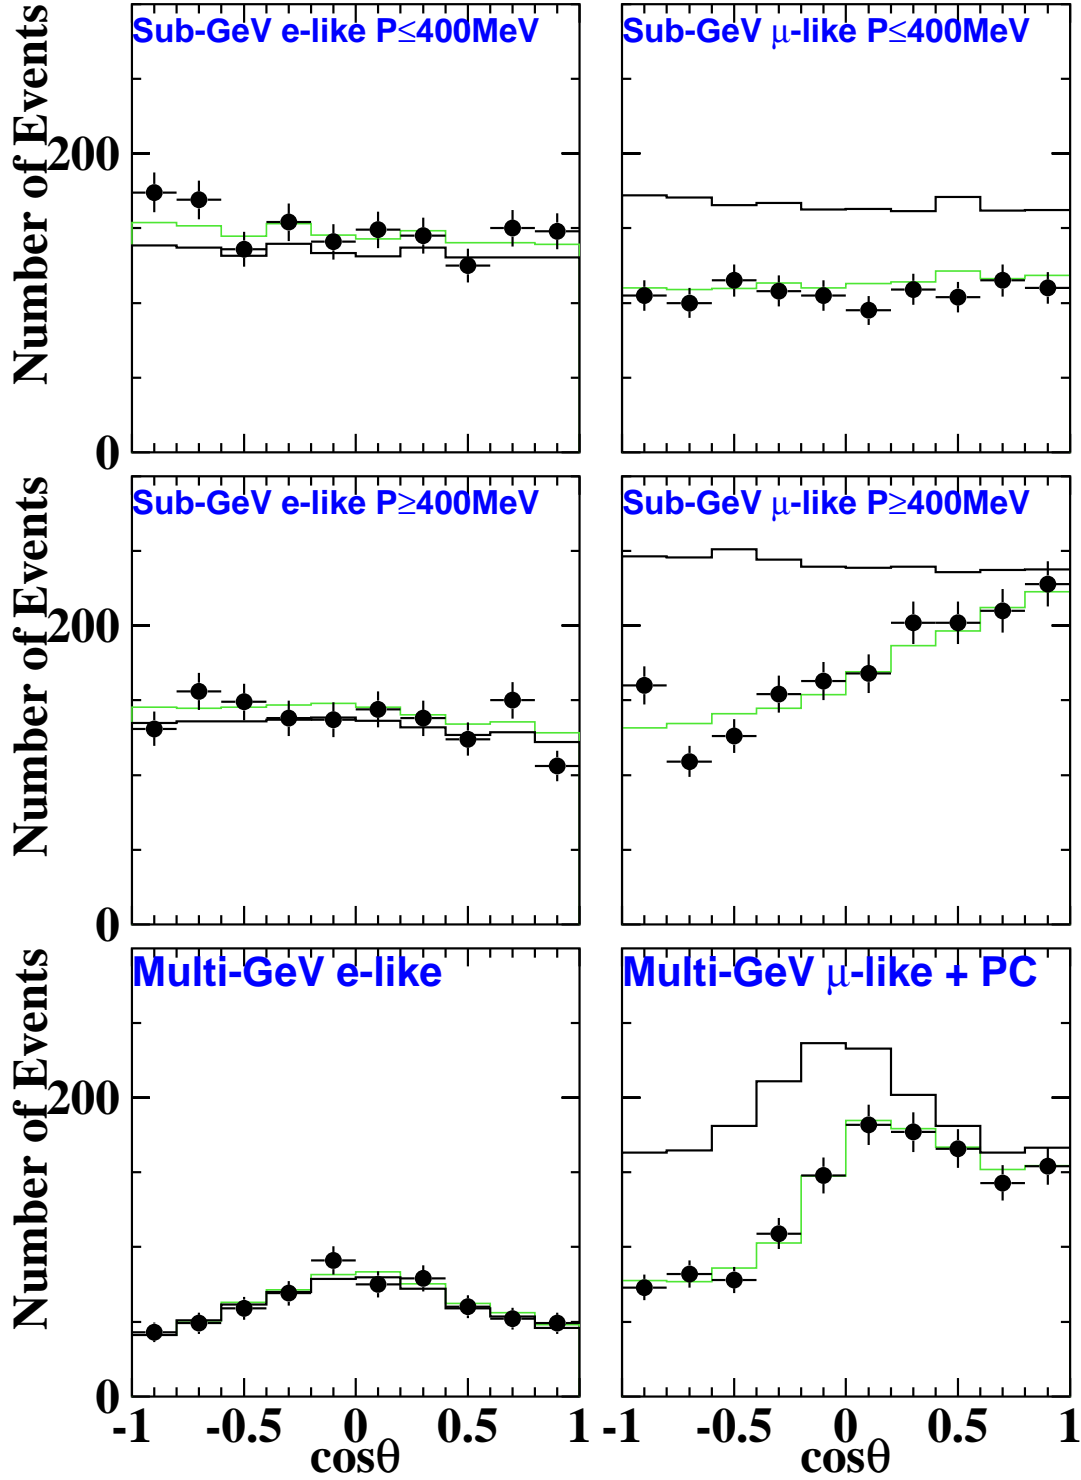 Sub-GeV e-like P≤400MeV
Sub-GeV μ-like P≤400MeV
Number of Events
200
0
Sub-GeV e-like P≥400MeV
Sub-GeV μ-like P≥400MeV
Number of Events
200
0
Multi-GeV e-like
Multi-GeV μ-like + PC
Number of Events
200
0
-1 -0.5 0 0.5 1
-1 -0.5 0 0.5 1
cosθ
cosθ